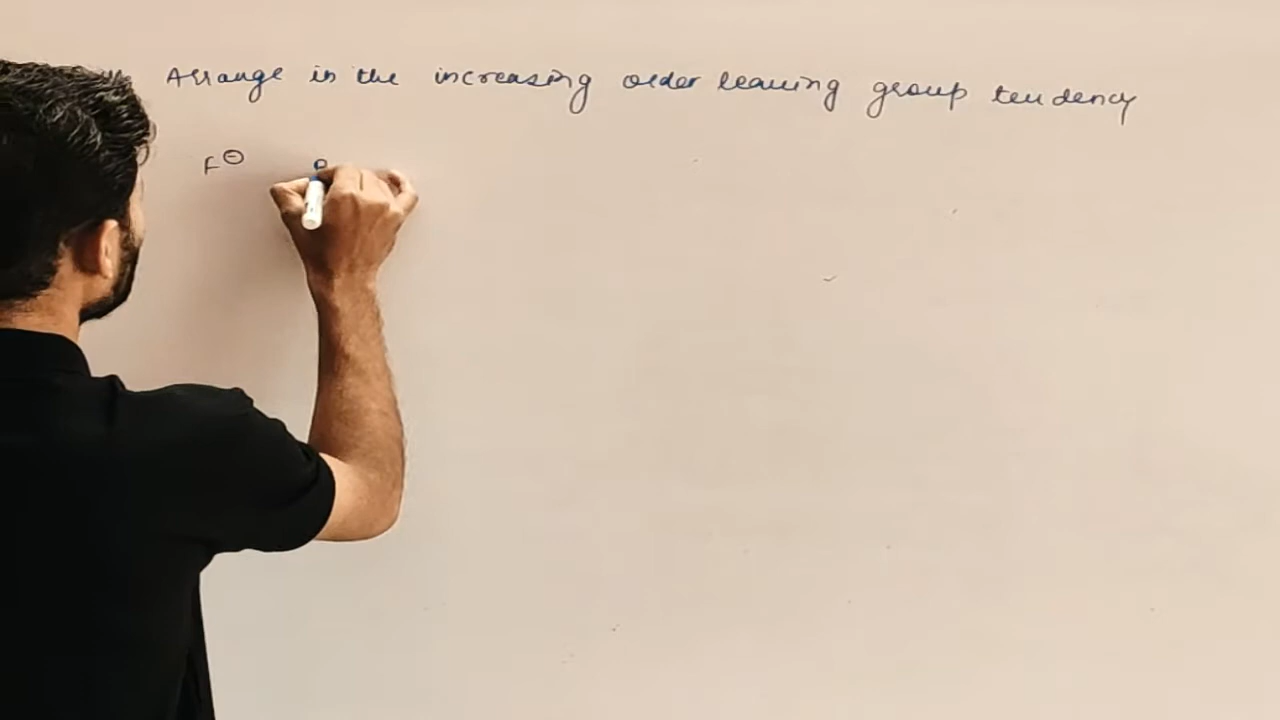 Arrange in the increasing order leaving group tendency
F⊖